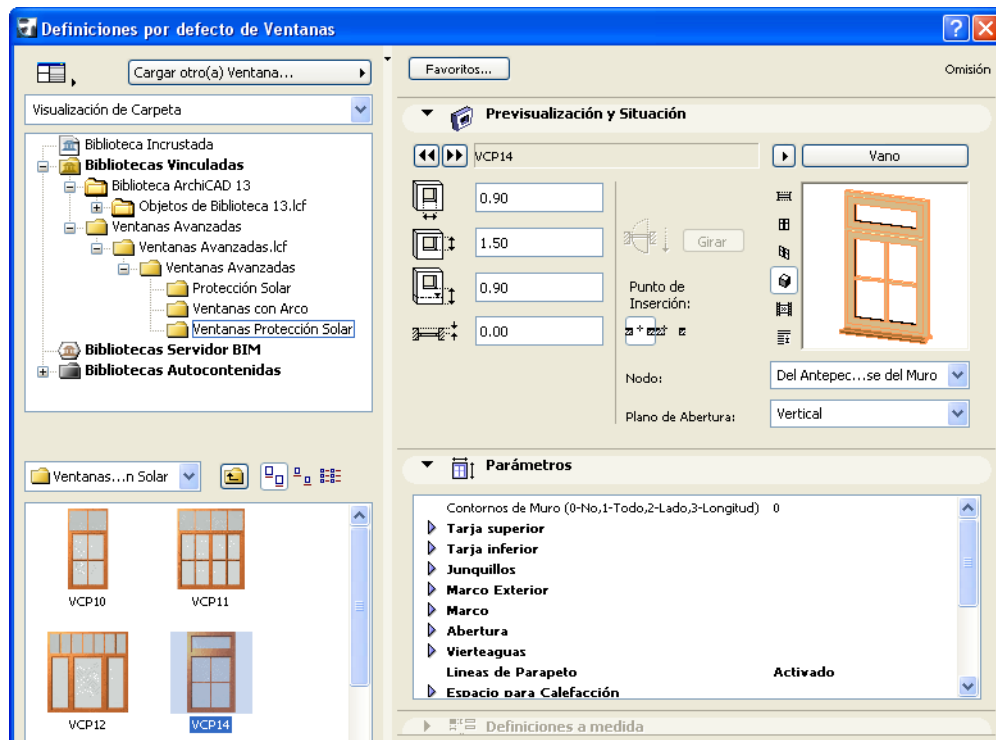 Definiciones por defecto de Ventanas
Cargar otro(a) Ventana...
Visualización de Carpeta
Biblioteca Incrustada
Bibliotecas Vinculadas
Biblioteca ArchiCAD 13
Objetos de Biblioteca 13.lcf
Ventanas Avanzadas
Ventanas Avanzadas.lcf
Ventanas Avanzadas
Protección Solar
Ventanas con Arco
Ventanas Protección Solar
Bibliotecas Servidor BIM
Bibliotecas Autocontenidas
Ventanas...n Solar
VCP10
VCP11
VCP12
VCP14
Favoritos...
Omisión
Previsualización y Situación
VCP14
Vano
0.90
1.50
0.90
0.00
Girar
Punto de
Inserción:
Nodo:
Del Antepec...se del Muro
Plano de Abertura:
Vertical
Parámetros
Contornos de Muro (0-No,1-Todo,2-Lado,3-Longitud) 0
Tarja superior
Tarja inferior
Junquillos
Marco Exterior
Marco
Abertura
Vierteaguas
Lineas de Parapeto Activado
Espacio para Calefacción
Definiciones a medida